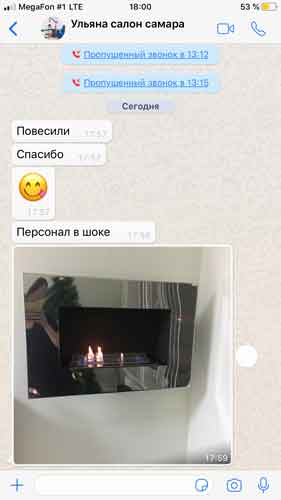 MegaFon #1 LTE 18:00 53 %
Ульяна салон самара
Пропущенный звонок в 13:12
Пропущенный звонок в 13:15
Сегодня
Повесили 17:57
Спасибо 17:57
17:57
Персонал в шоке 17:58
17:59